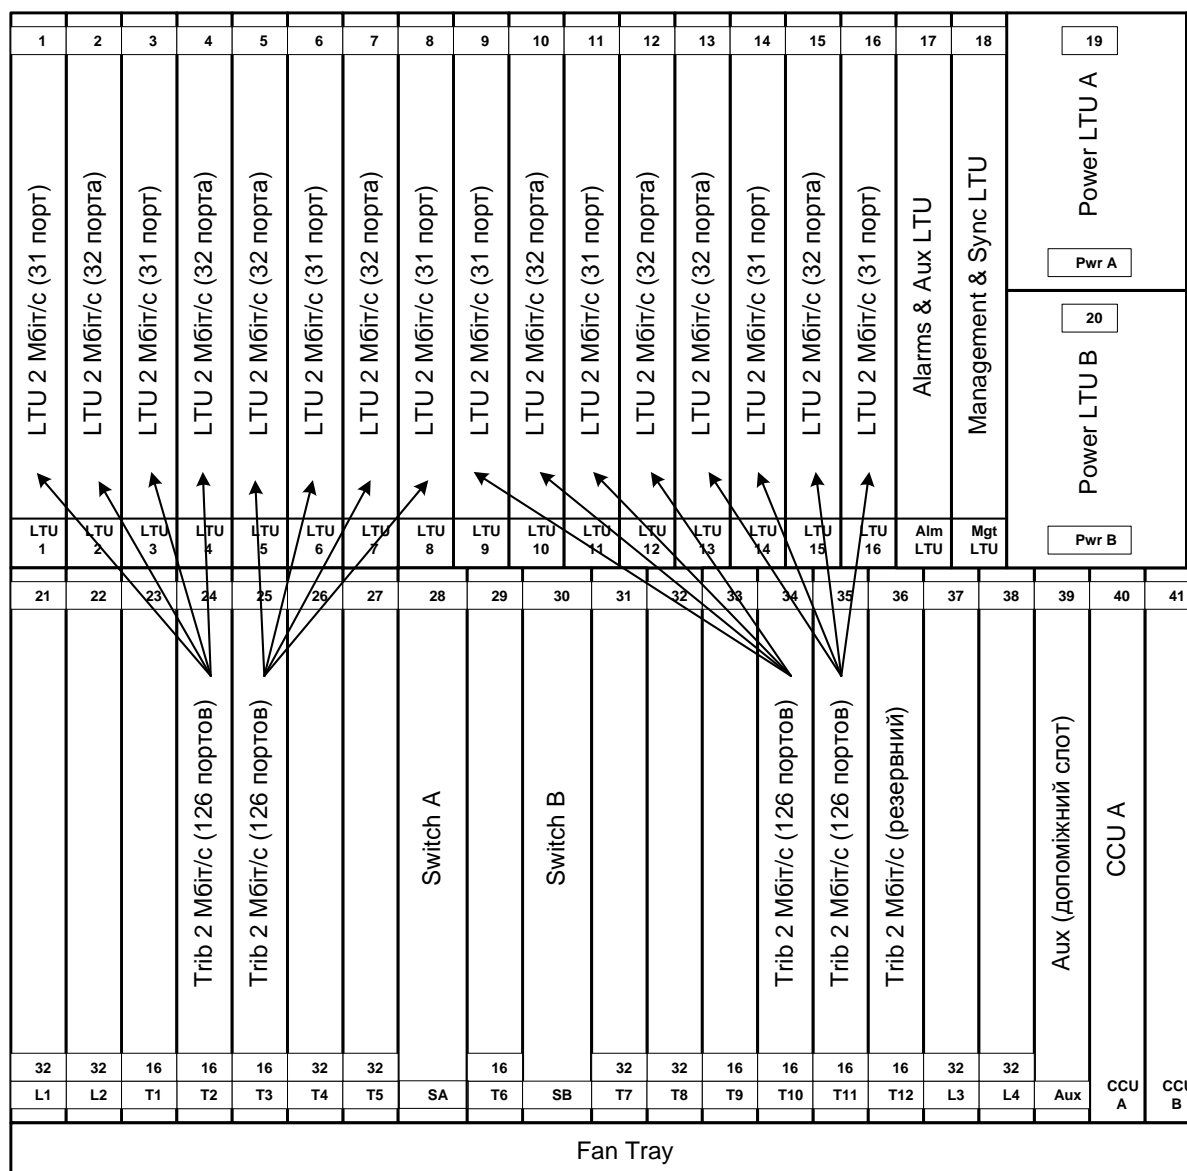 1 2 3 4 5 6 7 8 9 10 11 12 13 14 15 16 17 18 19
LTU 2 Мбіт/с (31 порт)
LTU 2 Мбіт/с (32 порта)
LTU 2 Мбіт/с (31 порт)
LTU 2 Мбіт/с (32 порта)
LTU 2 Мбіт/с (32 порта)
LTU 2 Мбіт/с (31 порт)
LTU 2 Мбіт/с (32 порта)
LTU 2 Мбіт/с (31 порт)
LTU 2 Мбіт/с (31 порт)
LTU 2 Мбіт/с (32 порта)
LTU 2 Мбіт/с (31 порт)
LTU 2 Мбіт/с (32 порта)
LTU 2 Мбіт/с (32 порта)
LTU 2 Мбіт/с (31 порт)
LTU 2 Мбіт/с (32 порта)
LTU 2 Мбіт/с (31 порт)
Alarms & Aux LTU
Management & Sync LTU
Power LTU A
Pwr A
20
Power LTU B
Pwr B
LTU LTU LTU LTU LTU LTU LTU LTU LTU LTU LTU LTU LTU LTU LTU LTU Alm Mgt
1 2 3 4 5 6 7 8 9 10 11 12 13 14 15 16 LTU LTU
21 22 23 24 25 26 27 28 29 30 31 32 33 34 35 36 37 38 39 40 41
Trib 2 Мбіт/с (126 портов)
Trib 2 Мбіт/с (126 портов)
Switch A
Switch B
Trib 2 Мбіт/с (126 портов)
Trib 2 Мбіт/с (126 портов)
Trib 2 Мбіт/с (резервний)
Aux (допоміжний слот)
CCU A
32 32 16 16 16 32 32 16 32 32 16 16 16 16 32 32
L1 L2 T1 T2 T3 T4 T5 SA T6 SB T7 T8 T9 T10 T11 T12 L3 L4 Aux
CCU CCU
A B
Fan Tray